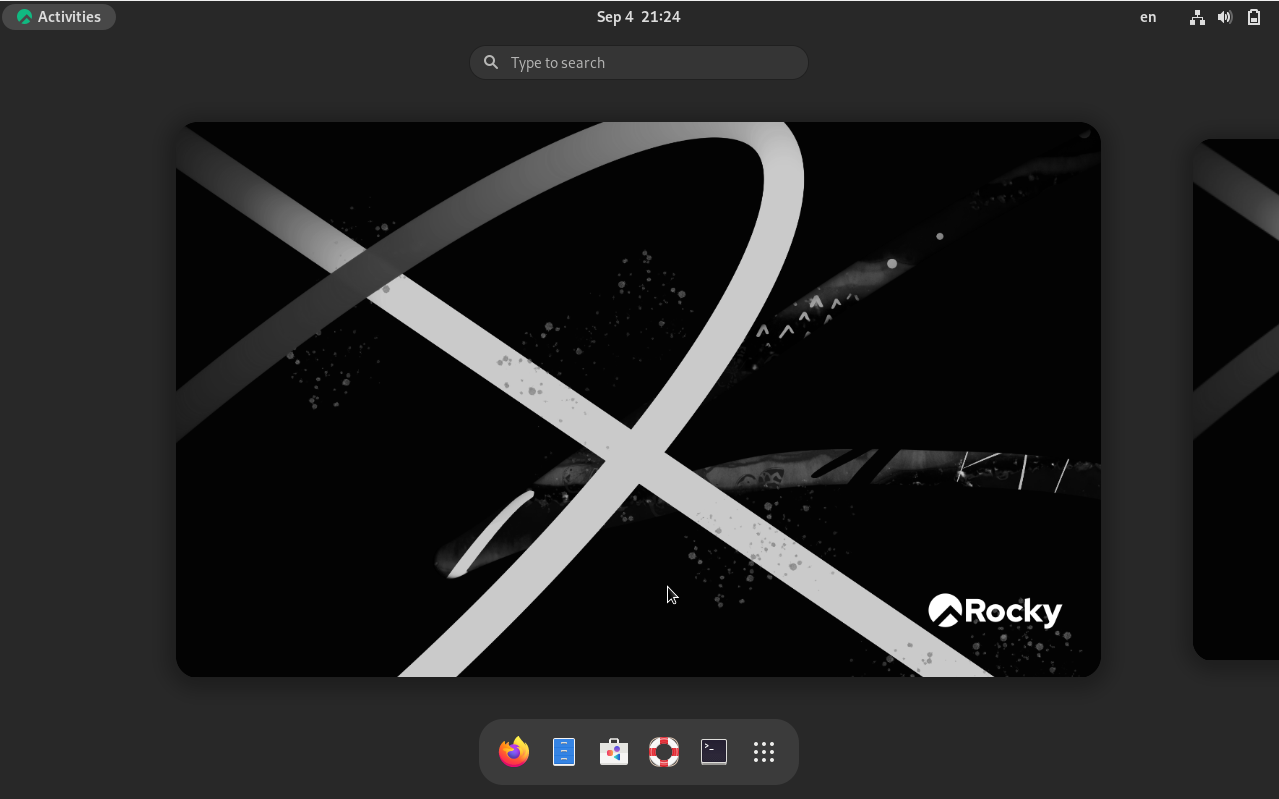 Activities
Sep 4 21:24
en
Type to search
Rocky